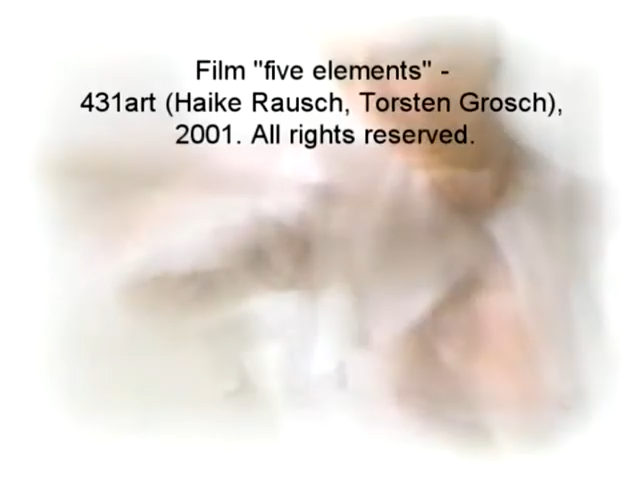 Film "five elements" -
431art (Haike Rausch, Torsten Grosch),
2001. All rights reserved.